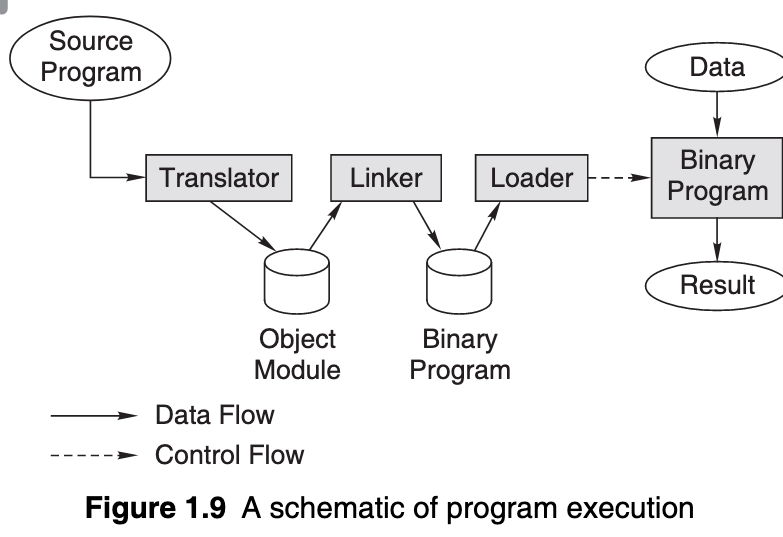 Source
Program
Data
Translator
Linker
Loader
Binary
Program
Result
Object
Module
Binary
Program
Data Flow
Control Flow
Figure 1.9 A schematic of program execution